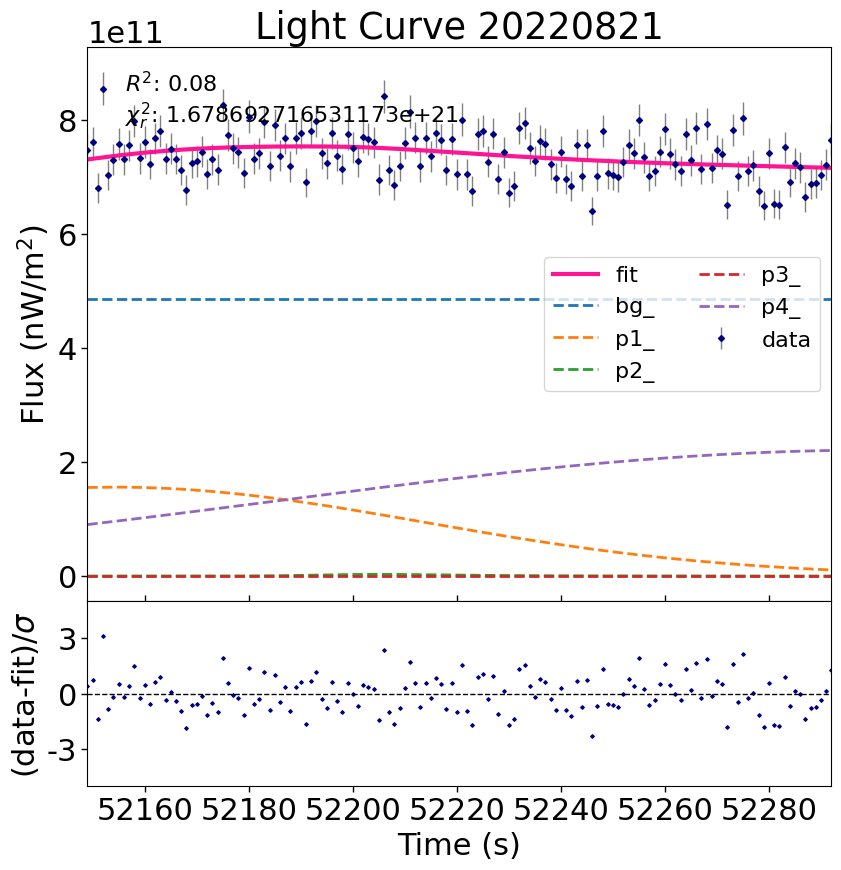 Light Curve 20220821
1e11
R²: 0.08
χ²ᵣ: 1.6786927165311173e+21
8
6
4
2
0
Flux (nW/m²)
fit
bg_
p1_
p2_
p3_
p4_
data
3
0
-3
(data-fit)/σ
52160 52180 52200 52220 52240 52260 52280
Time (s)